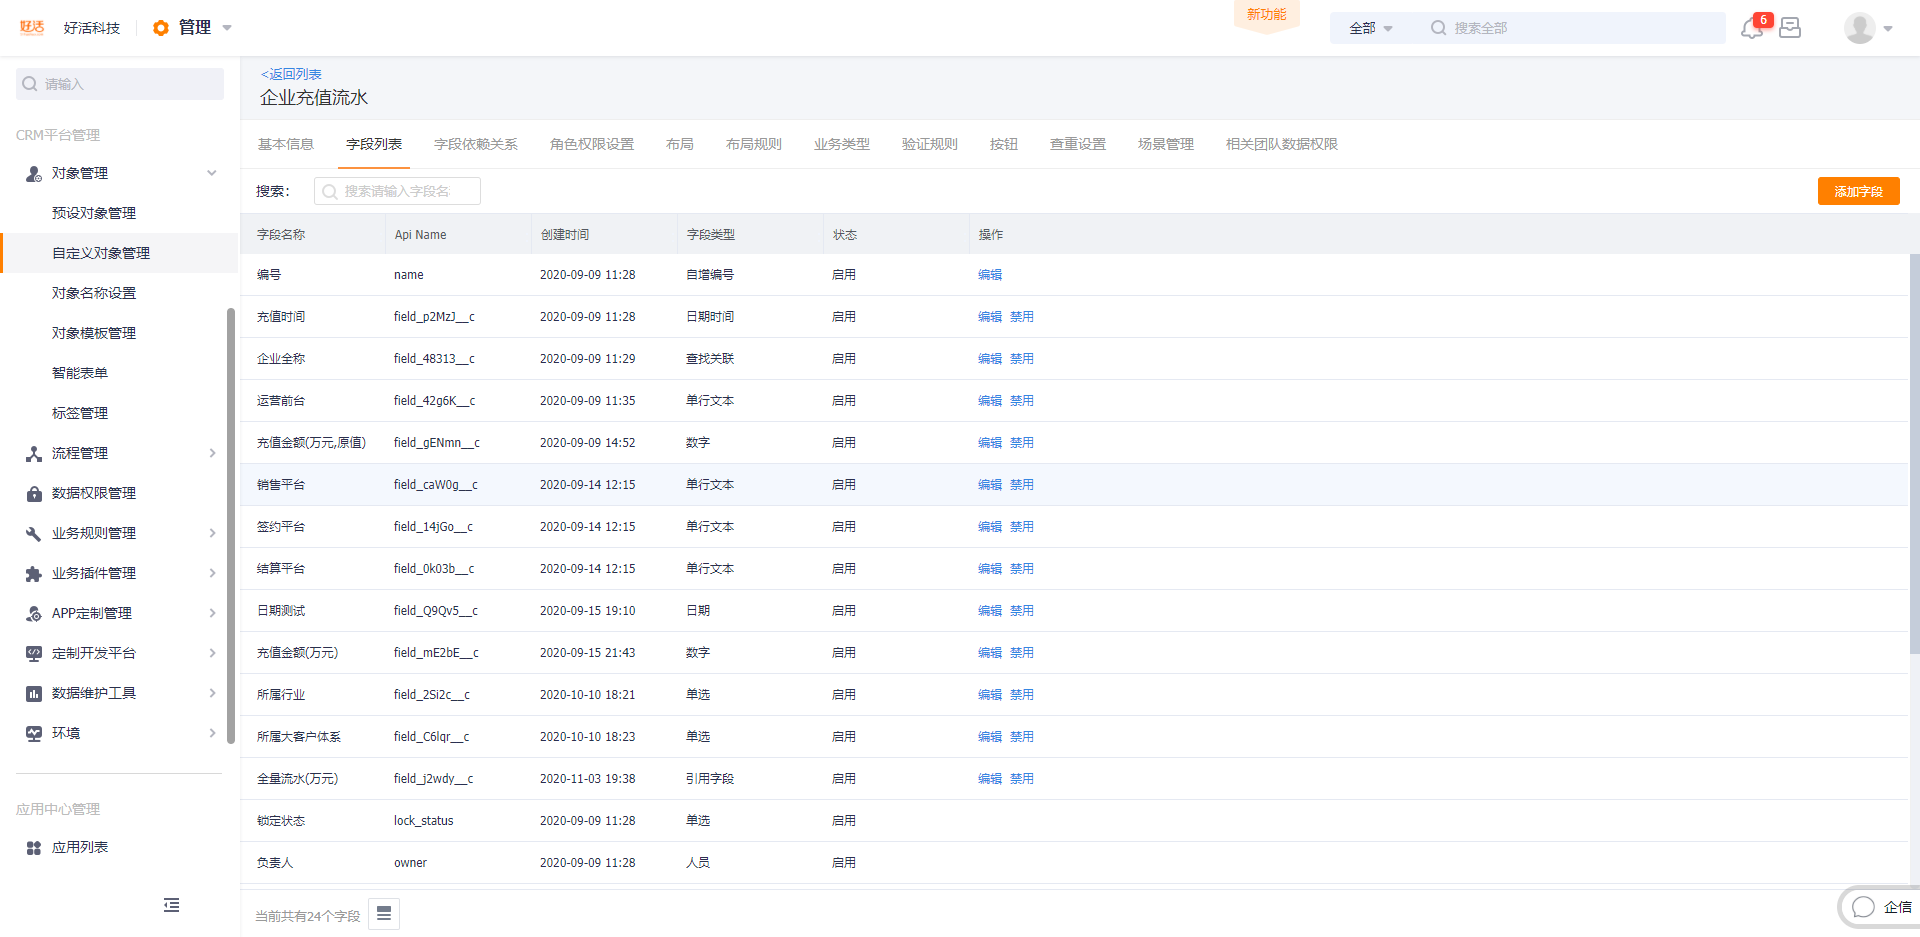 好活 好活科技 管理 新功能 全部 搜索全部 6
请输入
CRM平台管理
对象管理
预设对象管理
自定义对象管理
对象名称设置
对象模板管理
智能表单
标签管理
流程管理
数据权限管理
业务规则管理
业务插件管理
APP定制管理
定制开发平台
数据维护工具
环境
应用中心管理
应用列表
<返回列表
企业充值流水
基本信息 字段列表 字段依赖关系 角色权限设置 布局 布局规则 业务类型 验证规则 按钮 查重设置 场景管理 相关团队数据权限
搜索： 搜索请输入字段名 添加字段
字段名称 Api Name 创建时间 字段类型 状态 操作
编号 name 2020-09-09 11:28 自增编号 启用 编辑
充值时间 field_p2MzJ__c 2020-09-09 11:28 日期时间 启用 编辑 禁用
企业全称 field_48313__c 2020-09-09 11:29 查找关联 启用 编辑 禁用
运营前台 field_42g6K__c 2020-09-09 11:35 单行文本 启用 编辑 禁用
充值金额(万元,原值) field_gENmn__c 2020-09-09 14:52 数字 启用 编辑 禁用
销售平台 field_caW0g__c 2020-09-14 12:15 单行文本 启用 编辑 禁用
签约平台 field_14jGo__c 2020-09-14 12:15 单行文本 启用 编辑 禁用
结算平台 field_0k03b__c 2020-09-14 12:15 单行文本 启用 编辑 禁用
日期测试 field_Q9Qv5__c 2020-09-15 19:10 日期 启用 编辑 禁用
充值金额(万元) field_mE2bE__c 2020-09-15 21:43 数字 启用 编辑 禁用
所属行业 field_2Si2c__c 2020-10-10 18:21 单选 启用 编辑 禁用
所属大客户体系 field_C6lqr__c 2020-10-10 18:23 单选 启用 编辑 禁用
全量流水(万元) field_j2wdy__c 2020-11-03 19:38 引用字段 启用 编辑 禁用
锁定状态 lock_status 2020-09-09 11:28 单选 启用
负责人 owner 2020-09-09 11:28 人员 启用
当前共有24个字段
企信